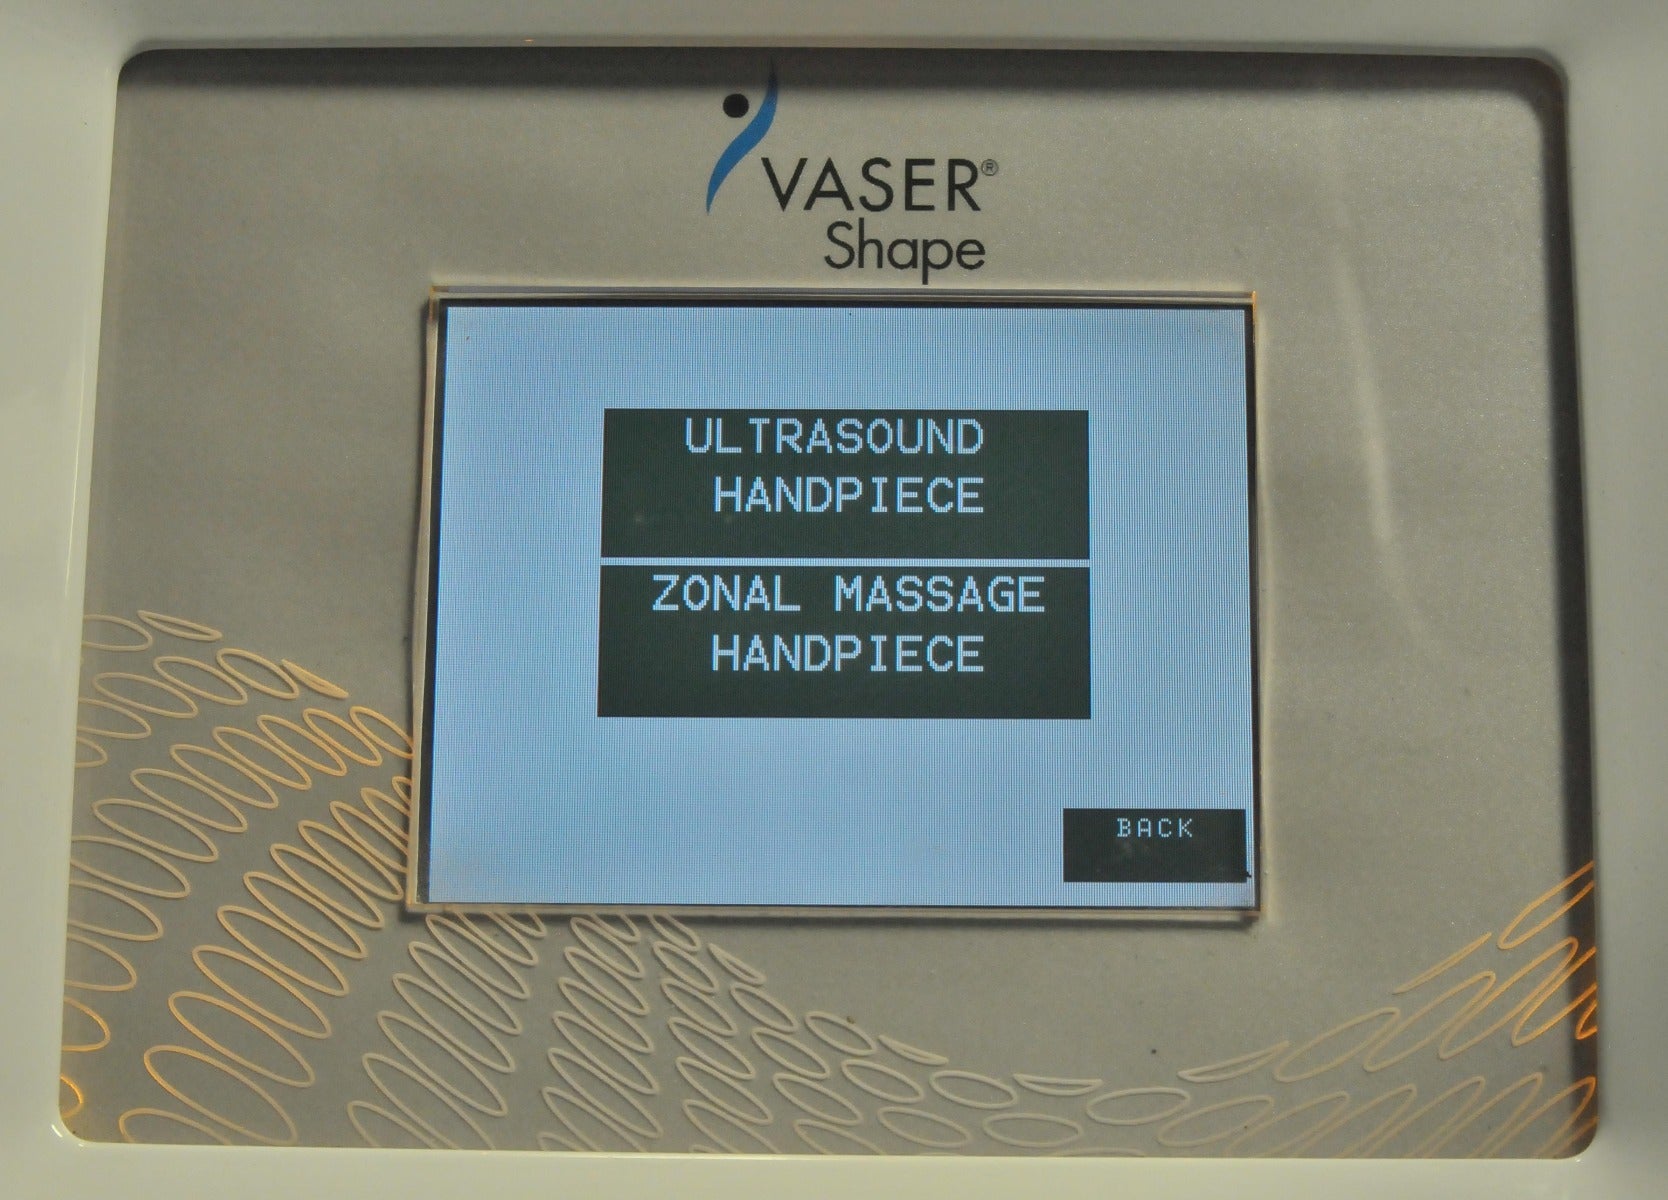 VASER®
Shape
ULTRASOUND
HANDPIECE
ZONAL MASSAGE
HANDPIECE
BACK